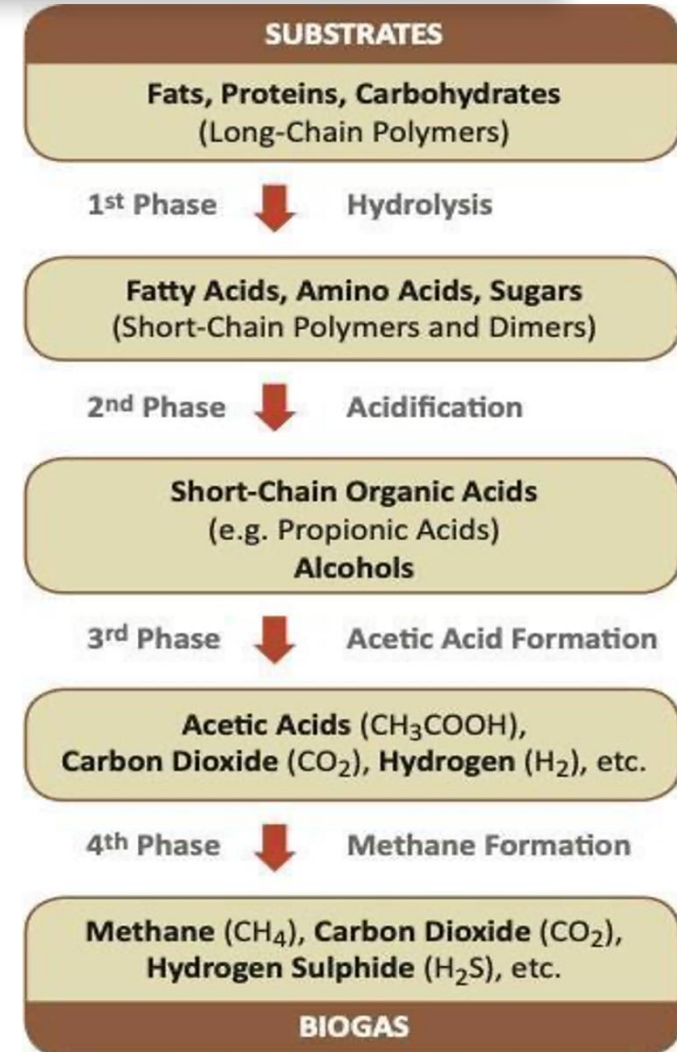 SUBSTRATES
Fats, Proteins, Carbohydrates
(Long-Chain Polymers)
1st Phase Hydrolysis
Fatty Acids, Amino Acids, Sugars
(Short-Chain Polymers and Dimers)
2nd Phase Acidification
Short-Chain Organic Acids
(e.g. Propionic Acids)
Alcohols
3rd Phase Acetic Acid Formation
Acetic Acids (CH₃COOH),
Carbon Dioxide (CO₂), Hydrogen (H₂), etc.
4th Phase Methane Formation
Methane (CH₄), Carbon Dioxide (CO₂),
Hydrogen Sulphide (H₂S), etc.
BIOGAS